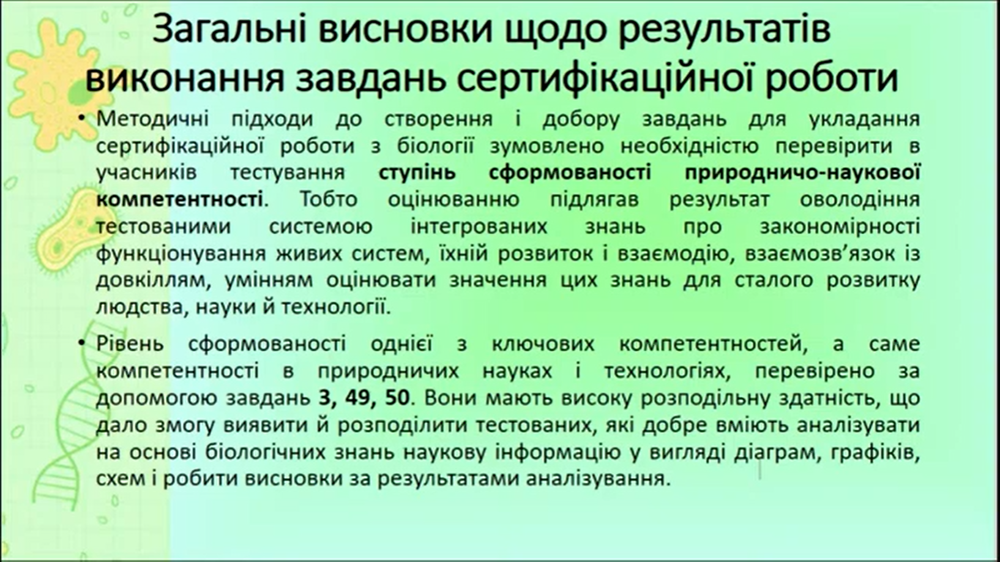 Загальні висновки щодо результатів
виконання завдань сертифікаційної роботи
• Методичні підходи до створення і добору завдань для укладання
сертифікаційної роботи з біології зумовлено необхідністю перевірити в
учасників тестування ступінь сформованості природничо-наукової
компетентності. Тобто оцінюванню підлягав результат оволодіння
тестованими системою інтегрованих знань про закономірності
функціонування живих систем, їхній розвиток і взаємодію, взаємозв’язок із
довкіллям, умінням оцінювати значення цих знань для сталого розвитку
людства, науки й технології.
• Рівень сформованості однієї з ключових компетентностей, а саме
компетентності в природничих науках і технологіях, перевірено за
допомогою завдань 3, 49, 50. Вони мають високу розподільну здатність, що
дало змогу виявити й розподілити тестованих, які добре вміють аналізувати
на основі біологічних знань наукову інформацію у вигляді діаграм, графіків,
схем і робити висновки за результатами аналізування.